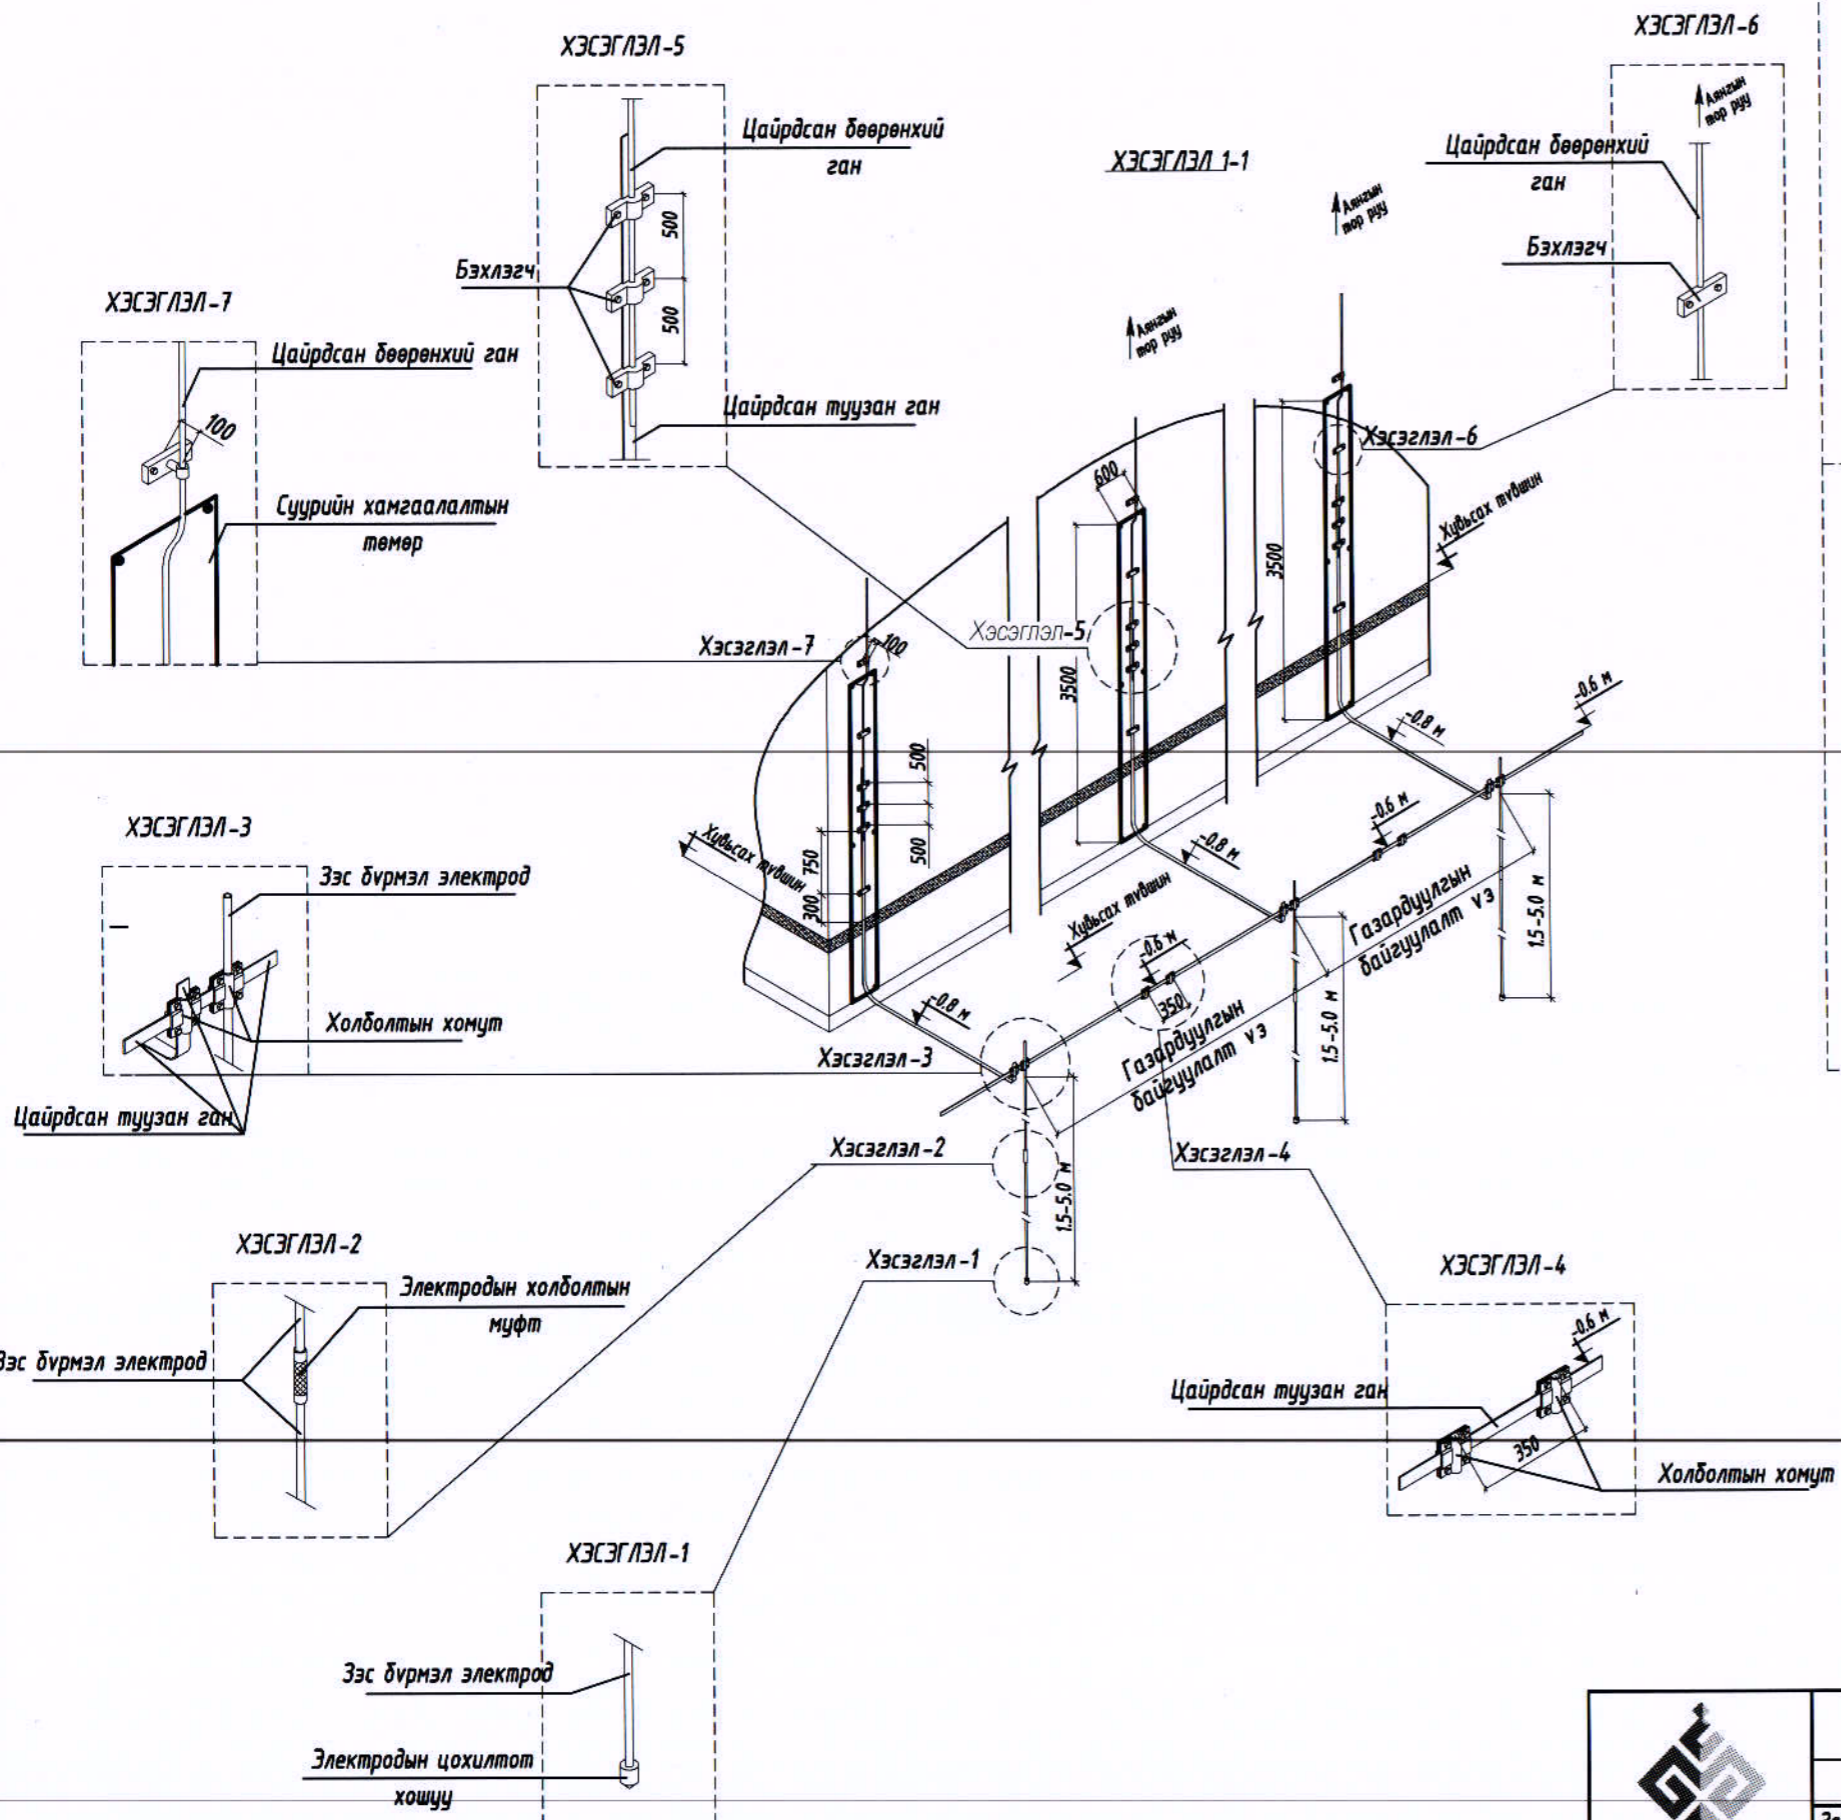 ХЭСЭГЛЭЛ-5
Цайрдсан бөөрөнхий
ган
500
500
Бэхлэгч
Цайрдсан туузан ган
ХЭСЭГЛЭЛ 1-1
ХЭСЭГЛЭЛ-6
Аянгын
тор руу
Цайрдсан бөөрөнхий
ган
Бэхлэгч
ХЭСЭГЛЭЛ-7
Цайрдсан бөөрөнхий ган
100
Суурийн хамгаалалтын
төмөр
Аянгын
тор руу
Аянгын
тор руу
Хэсэглэл-6
600
3500
Хувьсах түвшин
Хэсэглэл-5
3500
Хэсэглэл-7
100
500
500
750
300
Хувьсах түвшин
-0.6 м
-0.8 м
-0.6 м
-0.8 м
Хувьсах түвшин
-0.6 м
350
-0.8 м
Газардуулгын
байгуулалт ҮЭ
1.5-5.0 м
Газардуулгын
байгуулалт ҮЭ
1.5-5.0 м
1.5-5.0 м
ХЭСЭГЛЭЛ-3
Зэс бүрмэл электрод
Холболтын хомут
Цайрдсан туузан ган
Хэсэглэл-3
Хэсэглэл-2
Хэсэглэл-4
Хэсэглэл-1
ХЭСЭГЛЭЛ-2
Электродын холболтын
муфт
Зэс бүрмэл электрод
ХЭСЭГЛЭЛ-4
-0.6 м
Цайрдсан туузан ган
350
Холболтын хомут
ХЭСЭГЛЭЛ-1
Зэс бүрмэл электрод
Электродын цохилтот
хошуу